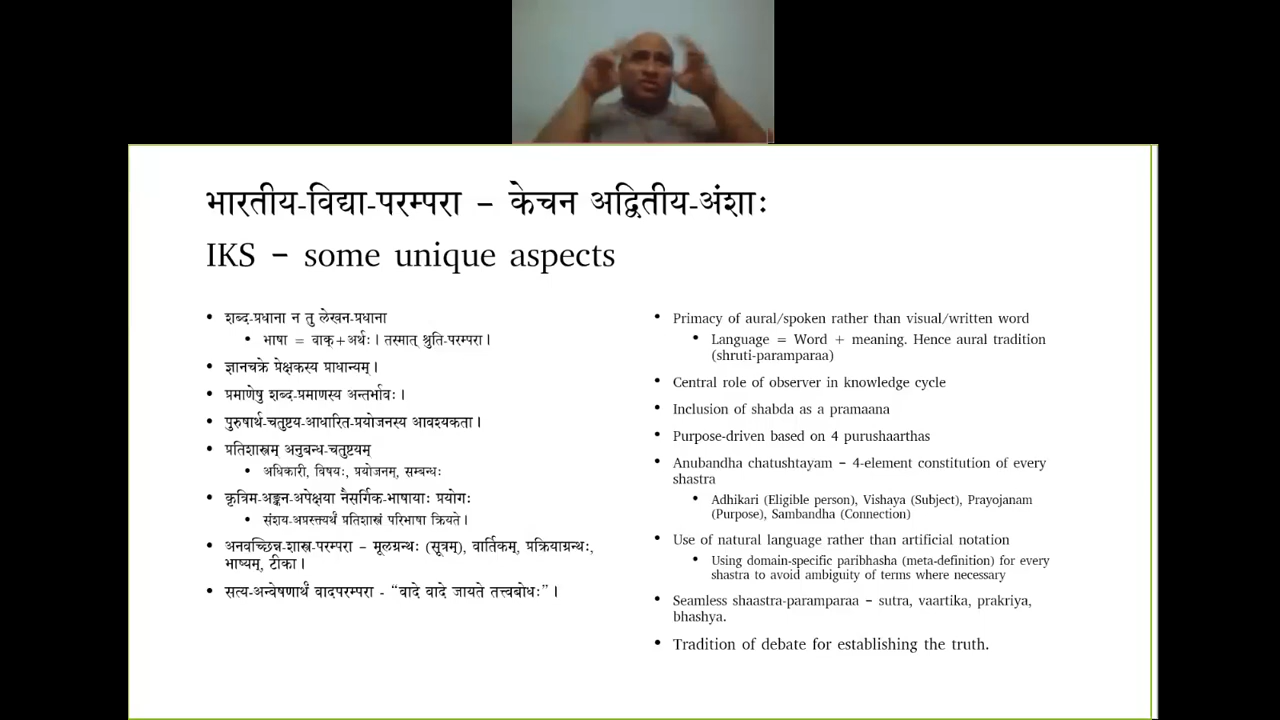 भारतीय-विद्या-परम्परा – केचन अद्वितीय-अंशाः
IKS – some unique aspects
• शब्द-प्रधाना न तु लेखन-प्रधाना
• भाषा = वाक्+अर्थः। तस्मात् श्रुति-परम्परा।
• ज्ञानचक्रे प्रेक्षकस्य प्राधान्यम्।
• प्रमाणेषु शब्द-प्रमाणस्य अन्तर्भावः।
• पुरुषार्थ-चतुष्टय-आधारित-प्रयोजनस्य आवश्यकता।
• प्रतिशास्त्रम् अनुबन्ध-चतुष्टयम्
• अधिकारी, विषयः, प्रयोजनम्, सम्बन्धः
• कृत्रिम-अङ्कन-अपेक्षया नैसर्गिक-भाषायाः प्रयोगः
• संशय-अप्रसक्त्यर्थं प्रतिशास्त्रं परिभाषा क्रियते।
• अनवच्छिन्न-शास्त्र-परम्परा – मूलग्रन्थः (सूत्रम्), वार्तिकम्, प्रक्रियाग्रन्थः,
भाष्यम्, टीका।
• सत्य-अन्वेषणार्थं वादपरम्परा - “वादे वादे जायते तत्त्वबोधः”।
• Primacy of aural/spoken rather than visual/written word
• Language = Word + meaning. Hence aural tradition
(shruti-paramparaa)
• Central role of observer in knowledge cycle
• Inclusion of shabda as a pramaana
• Purpose-driven based on 4 purushaarthas
• Anubandha chatushtayam – 4-element constitution of every
shastra
• Adhikari (Eligible person), Vishaya (Subject), Prayojanam
(Purpose), Sambandha (Connection)
• Use of natural language rather than artificial notation
• Using domain-specific paribhasha (meta-definition) for every
shastra to avoid ambiguity of terms where necessary
• Seamless shaastra-paramparaa – sutra, vaartika, prakriya,
bhashya.
• Tradition of debate for establishing the truth.